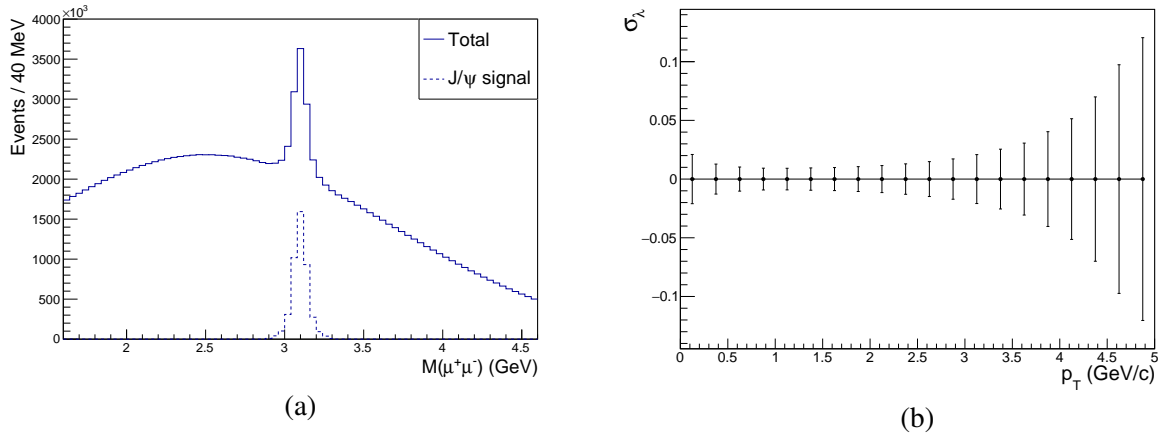 ×10³
Events / 40 MeV
4000
3500
3000
2500
2000
1500
1000
500
0
Total
J/ψ signal
2 2.5 3 3.5 4 4.5
M(μ⁺μ⁻) (GeV)
(a)
σλ
0.1
0.05
0
−0.05
−0.1
0 0.5 1 1.5 2 2.5 3 3.5 4 4.5 5
p_T (GeV/c)
(b)